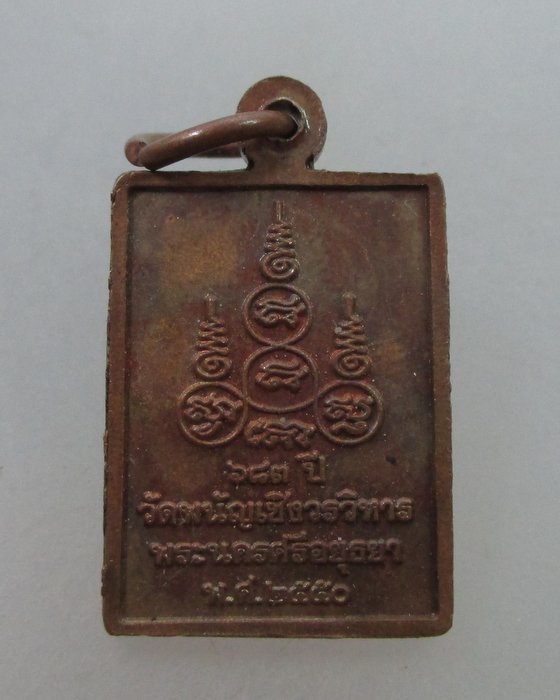 ๖๘๓ ปี
วัดพนัญเชิงวรวิหาร
พระนครศรีอยุธยา
พ.ศ.๒๕๕๐